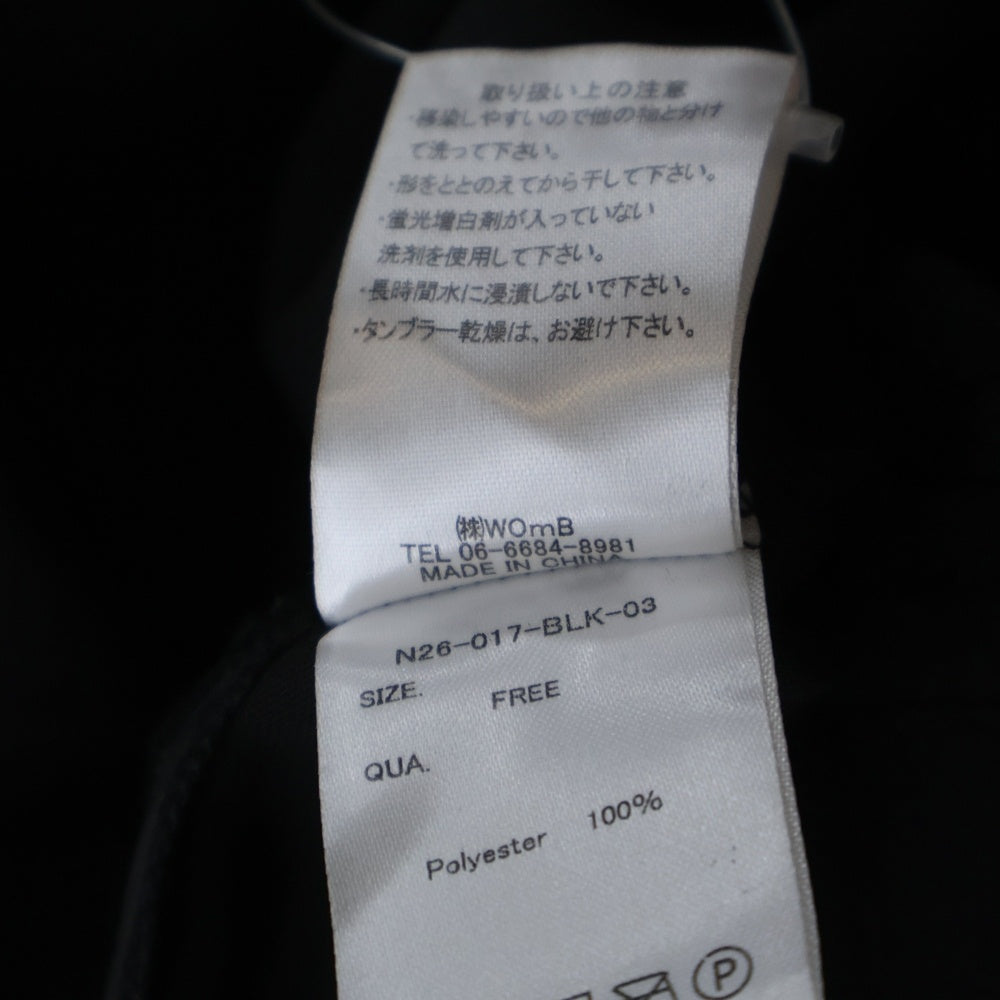 取り扱い上の注意
・移染しやすいので他の物と分け
て洗って下さい。
・形をととのえてから干して下さい。
・蛍光増白剤が入っていない
洗剤を使用して下さい。
・長時間水に浸漬しないで下さい。
・タンブラー乾燥は、お避け下さい。
㈱WOmB
TEL 06-6684-8981
MADE IN CHINA
N26-017-BLK-03
SIZE. FREE
QUA.
Polyester 100%
P